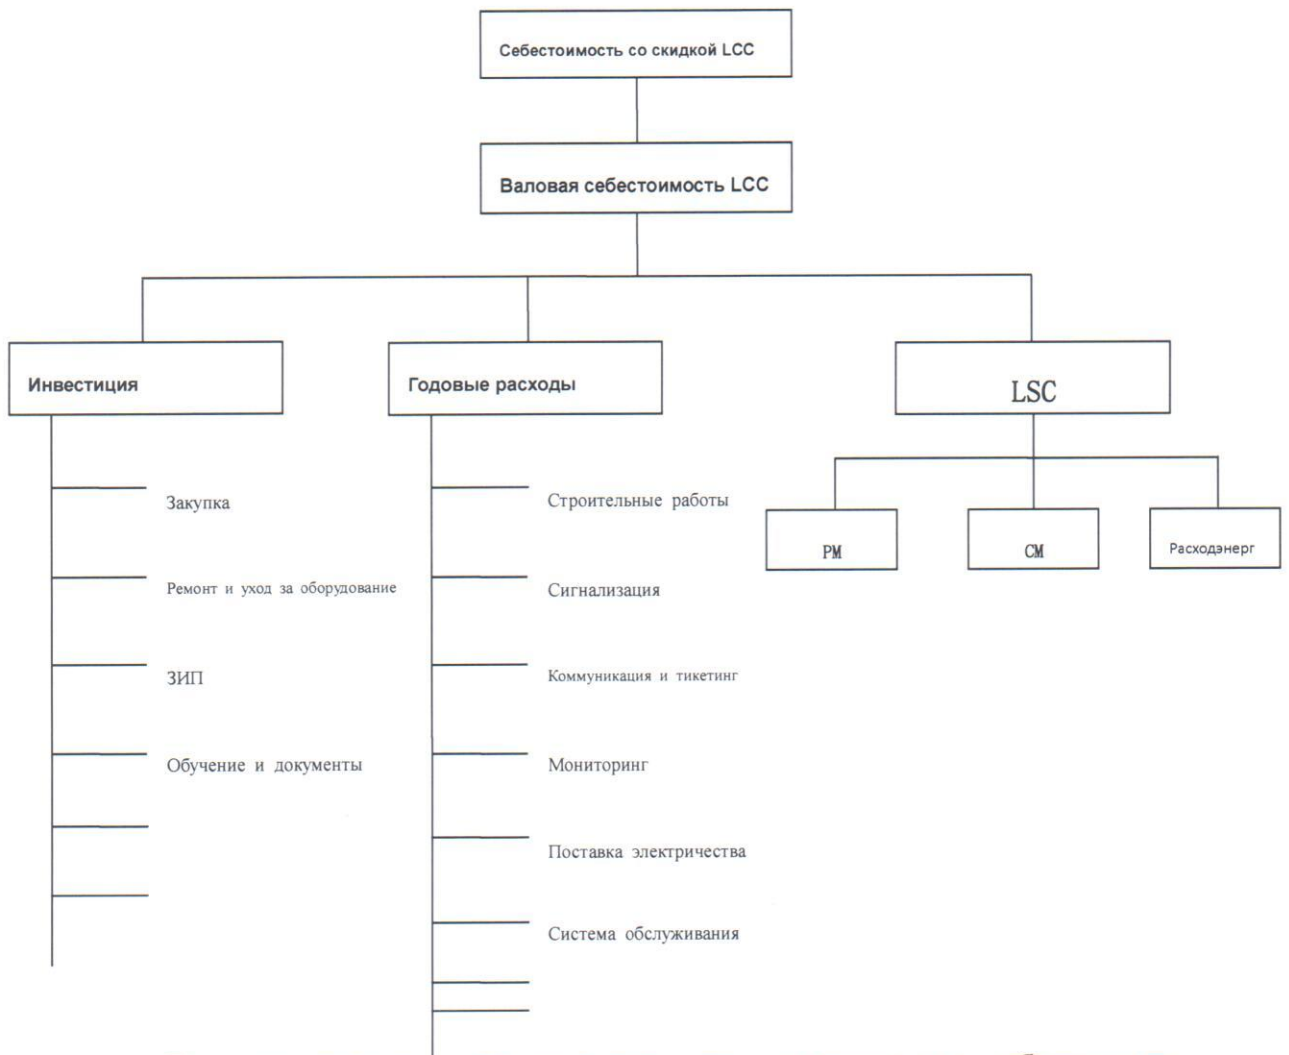 Себестоимость со скидкой LCC
Валовая себестоимость LCC
Инвестиция
Годовые расходы
LSC
Закупка
Ремонт и уход за оборудование
ЗИП
Обучение и документы
Строительные работы
Сигнализация
Коммуникация и тикетинг
Мониторинг
Поставка электричества
Система обслуживания
PM
CM
Расходэнерг